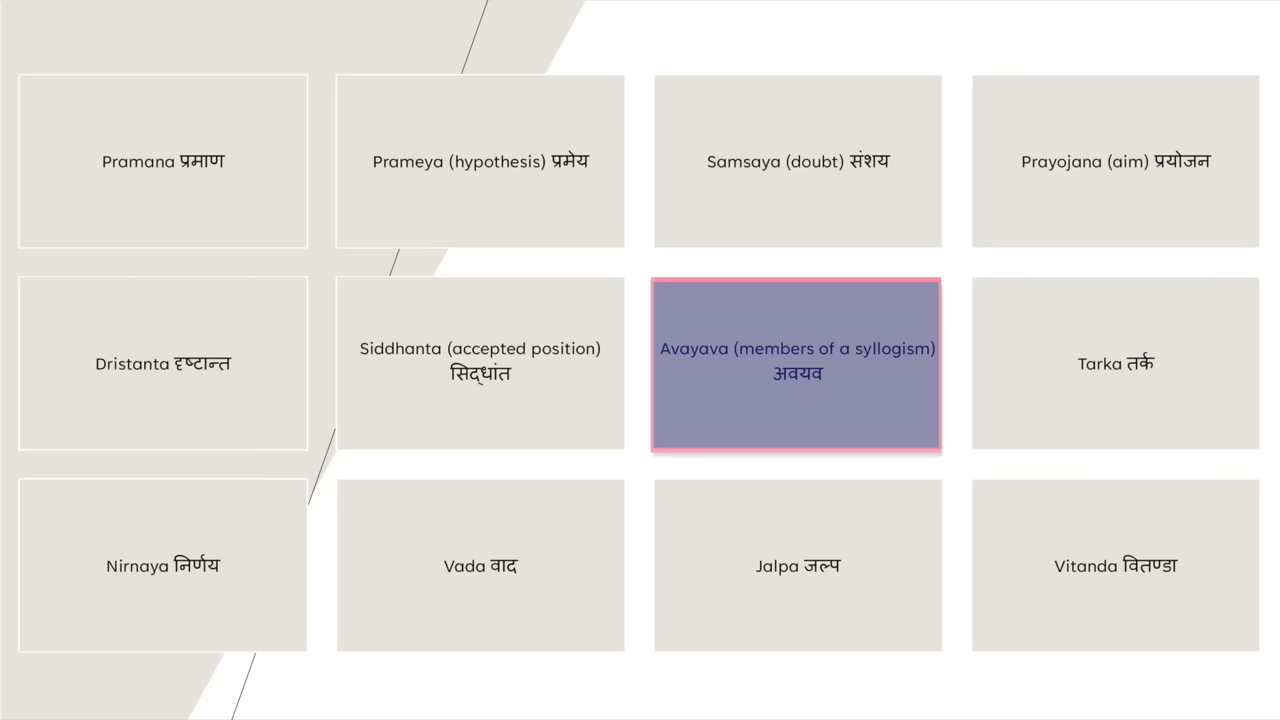 Pramana प्रमाण
Prameya (hypothesis) प्रमेय
Samsaya (doubt) संशय
Prayojana (aim) प्रयोजन
Dristanta दृष्टान्त
Siddhanta (accepted position)
सिद्धांत
Avayava (members of a syllogism)
अवयव
Tarka तर्क
Nirnaya निर्णय
Vada वाद
Jalpa जल्प
Vitanda वितण्डा